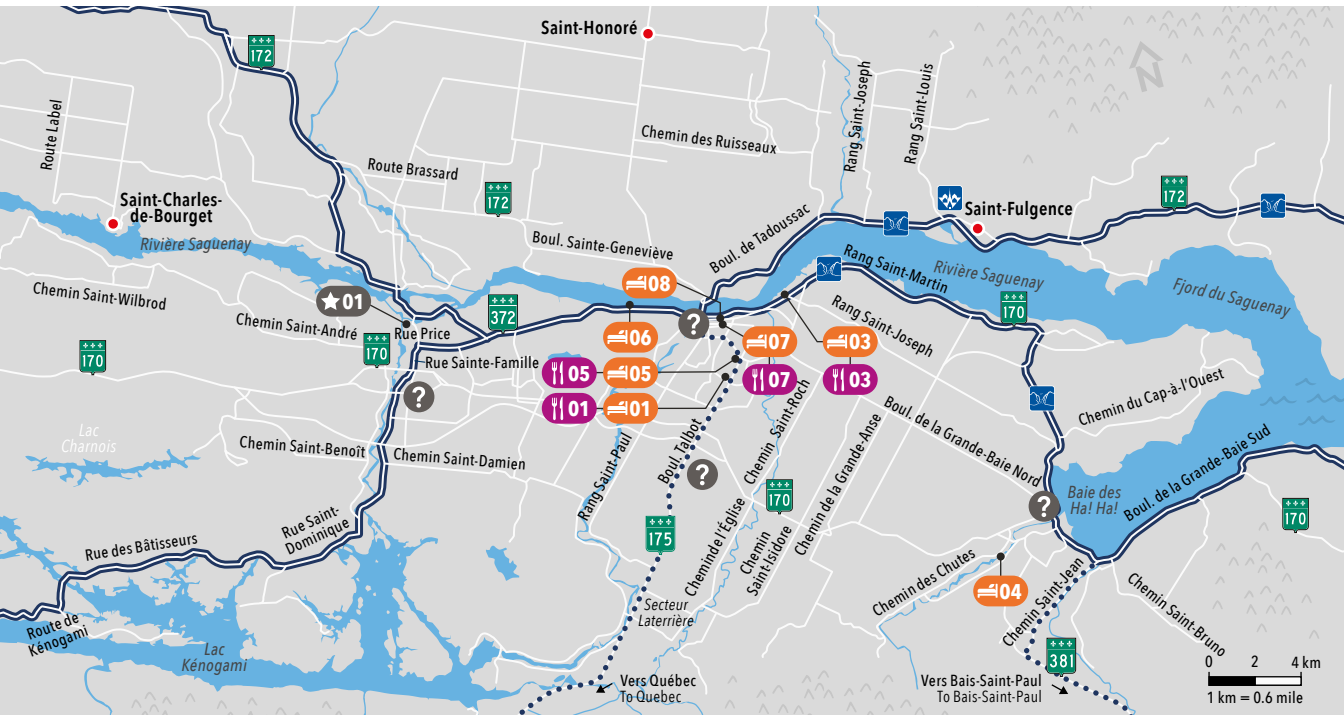 Saint-Honoré
172
Route Label
Rang Saint-Joseph
Rang Saint-Louis
N
Chemin des Ruisseaux
Route Brassard
172
172
Saint-Charles-
de-Bourget
Saint-Fulgence
Rivière Saguenay
Boul. Sainte-Geneviève
Boul. de Tadoussac
Rang Saint-Martin
Rivière Saguenay
Fjord du Saguenay
Chemin Saint-Wilbrod
01
08
372
170
Chemin Saint-André
Rue Price
?
Rang Saint-Joseph
170
170
06
07
03
Rue Sainte-Famille
05
05
07
03
?
01
01
Chemin du Cap-à-l'Ouest
Lac
Charnois
Chemin Saint-Benoît
Chemin Saint-Damien
Rang Saint-Paul
Boul. Talbot
?
Chemin Saint-Roch
Chemin de la Grande-Anse
Boul. de la Grande-Baie Nord
Boul. de la Grande-Baie Sud
170
?
Baie des
Ha! Ha!
170
Rue Saint-
Dominique
Rue des Bâtisseurs
175
Cheminde l'Église
Chemin
Saint-Isidore
Chemin des Chutes
04
Chemin Saint-Jean
Chemin Saint-Bruno
Secteur
Laterrière
Route de
Kénogami
Lac
Kénogami
381
Vers Québec
To Quebec
Vers Bais-Saint-Paul
To Bais-Saint-Paul
0 2 4 km
1 km = 0.6 mile